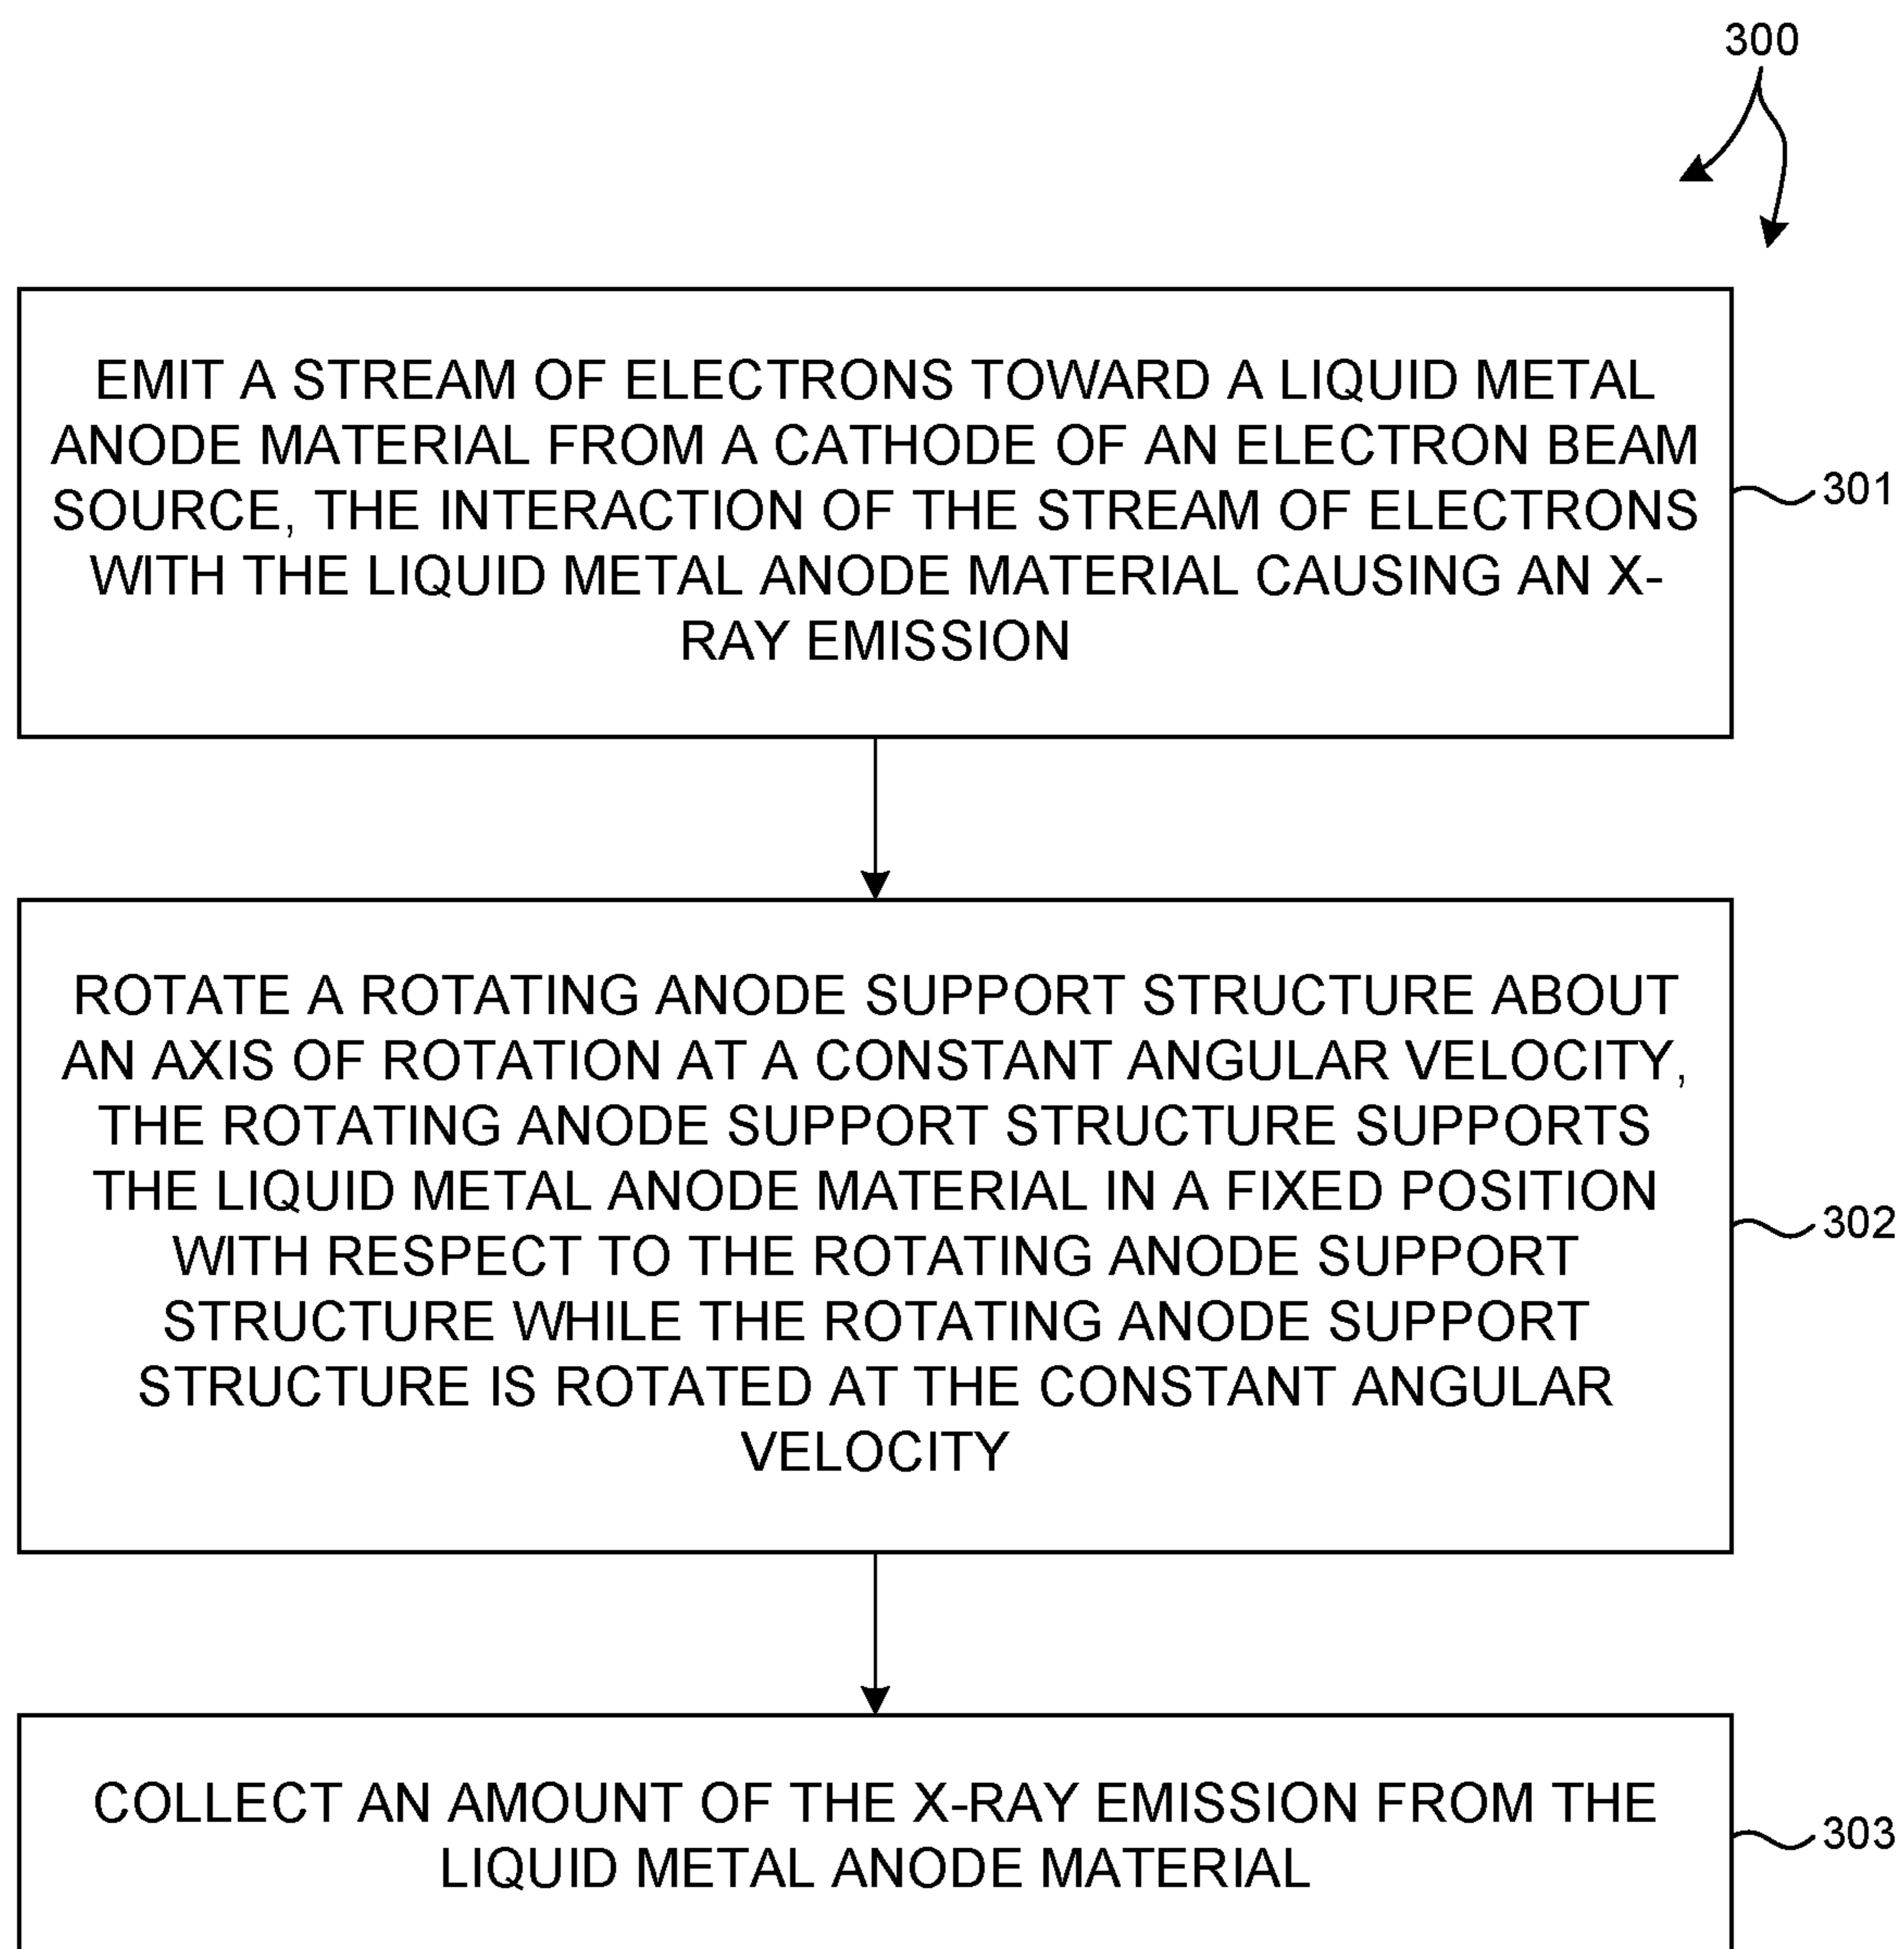 300
EMIT A STREAM OF ELECTRONS TOWARD A LIQUID METAL
ANODE MATERIAL FROM A CATHODE OF AN ELECTRON BEAM
SOURCE, THE INTERACTION OF THE STREAM OF ELECTRONS
WITH THE LIQUID METAL ANODE MATERIAL CAUSING AN X-
RAY EMISSION
301
ROTATE A ROTATING ANODE SUPPORT STRUCTURE ABOUT
AN AXIS OF ROTATION AT A CONSTANT ANGULAR VELOCITY,
THE ROTATING ANODE SUPPORT STRUCTURE SUPPORTS
THE LIQUID METAL ANODE MATERIAL IN A FIXED POSITION
WITH RESPECT TO THE ROTATING ANODE SUPPORT
STRUCTURE WHILE THE ROTATING ANODE SUPPORT
STRUCTURE IS ROTATED AT THE CONSTANT ANGULAR
VELOCITY
302
COLLECT AN AMOUNT OF THE X-RAY EMISSION FROM THE
LIQUID METAL ANODE MATERIAL
303